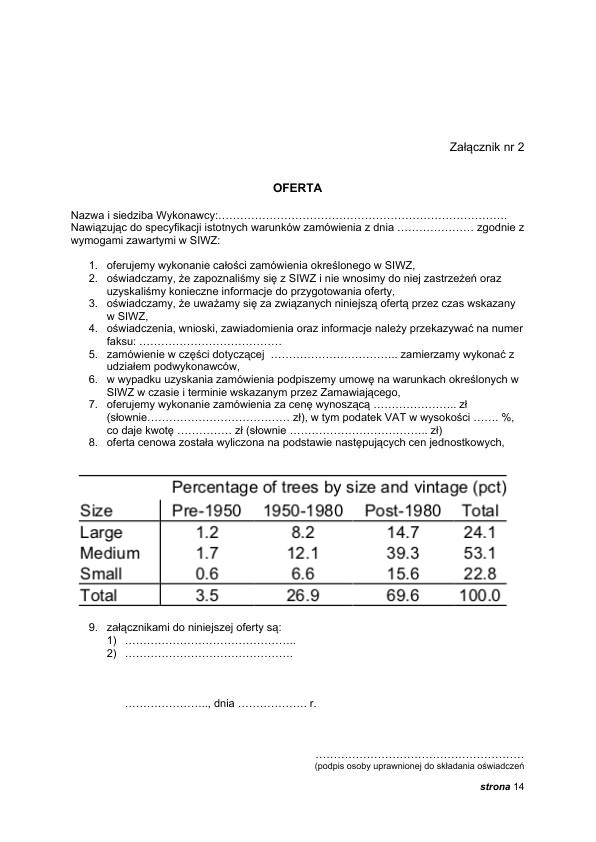 Załącznik nr 2
OFERTA
Nazwa i siedziba Wykonawcy:……………………………………………………………………
Nawiązując do specyfikacji istotnych warunków zamówienia z dnia ………………… zgodnie z
wymogami zawartymi w SIWZ:
1. oferujemy wykonanie całości zamówienia określonego w SIWZ,
2. oświadczamy, że zapoznaliśmy się z SIWZ i nie wnosimy do niej zastrzeżeń oraz
uzyskaliśmy konieczne informacje do przygotowania oferty,
3. oświadczamy, że uważamy się za związanych niniejszą ofertą przez czas wskazany
w SIWZ,
4. oświadczenia, wnioski, zawiadomienia oraz informacje należy przekazywać na numer
faksu: …………………………………
5. zamówienie w części dotyczącej …………………………….. zamierzamy wykonać z
udziałem podwykonawców,
6. w wypadku uzyskania zamówienia podpiszemy umowę na warunkach określonych w
SIWZ w czasie i terminie wskazanym przez Zamawiającego,
7. oferujemy wykonanie zamówienia za cenę wynoszącą ………………….. zł
(słownie………………………………… zł), w tym podatek VAT w wysokości ……. %,
co daje kwotę …………… zł (słownie ……………………………….. zł)
8. oferta cenowa została wyliczona na podstawie następujących cen jednostkowych,
Percentage of trees by size and vintage (pct)
Size Pre-1950 1950-1980 Post-1980 Total
Large 1.2 8.2 14.7 24.1
Medium 1.7 12.1 39.3 53.1
Small 0.6 6.6 15.6 22.8
Total 3.5 26.9 69.6 100.0
9. załącznikami do niniejszej oferty są:
1) ………………………………………..
2) ……………………………………….
………………….., dnia ………………. r.
…………………………………………………
(podpis osoby uprawnionej do składania oświadczeń
strona 14